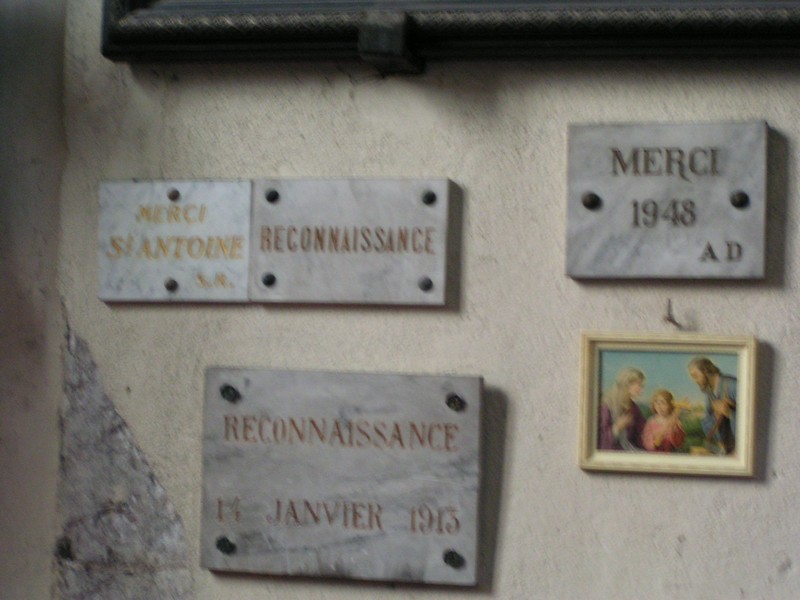 MERCI
St ANTOINE
S.R.
RECONNAISSANCE
MERCI
1948
A D
RECONNAISSANCE
14 JANVIER 1913